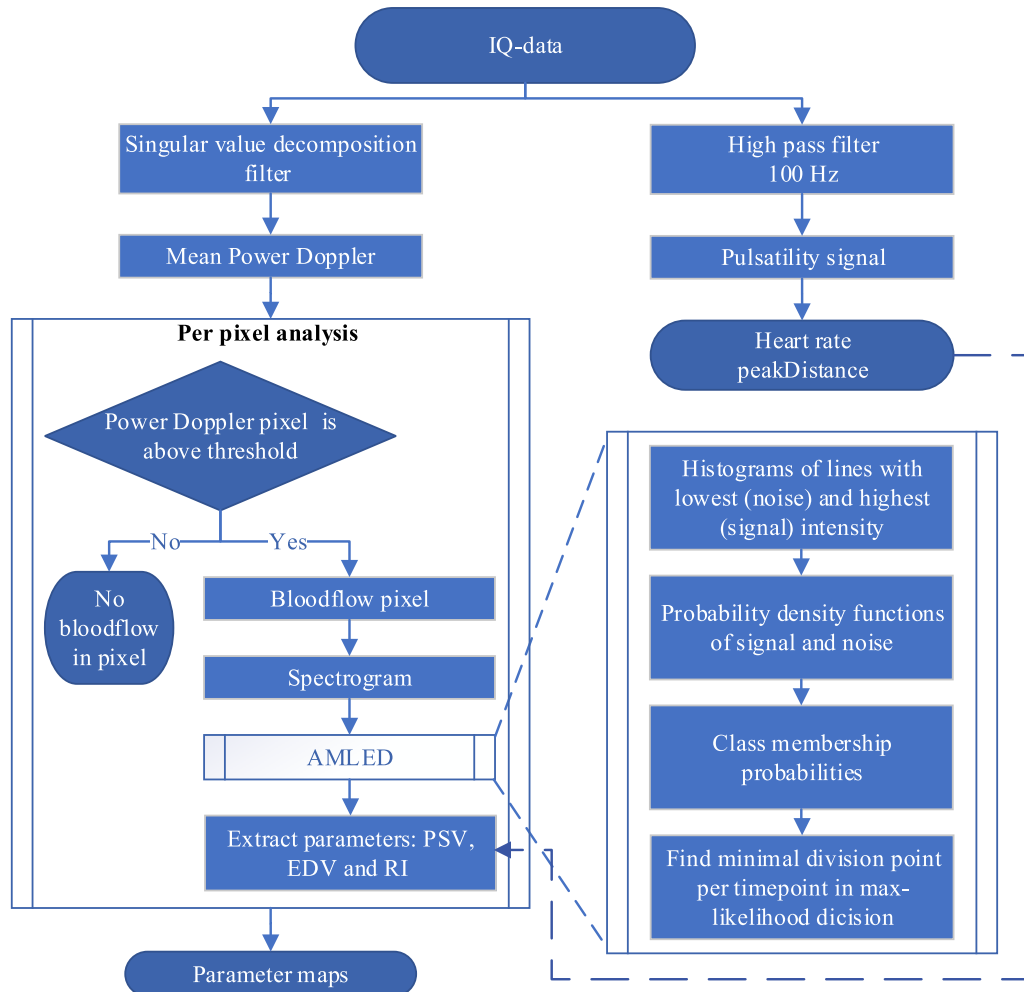 IQ-data
Singular value decomposition
filter
Mean Power Doppler
High pass filter
100 Hz
Pulsatility signal
Heart rate
peakDistance
Per pixel analysis
Power Doppler pixel is
above threshold
No
Yes
No
bloodflow
in pixel
Bloodflow pixel
Spectrogram
AMLED
Extract parameters: PSV,
EDV and RI
Parameter maps
Histograms of lines with
lowest (noise) and highest
(signal) intensity
Probability density functions
of signal and noise
Class membership
probabilities
Find minimal division point
per timepoint in max-
likelihood dicision